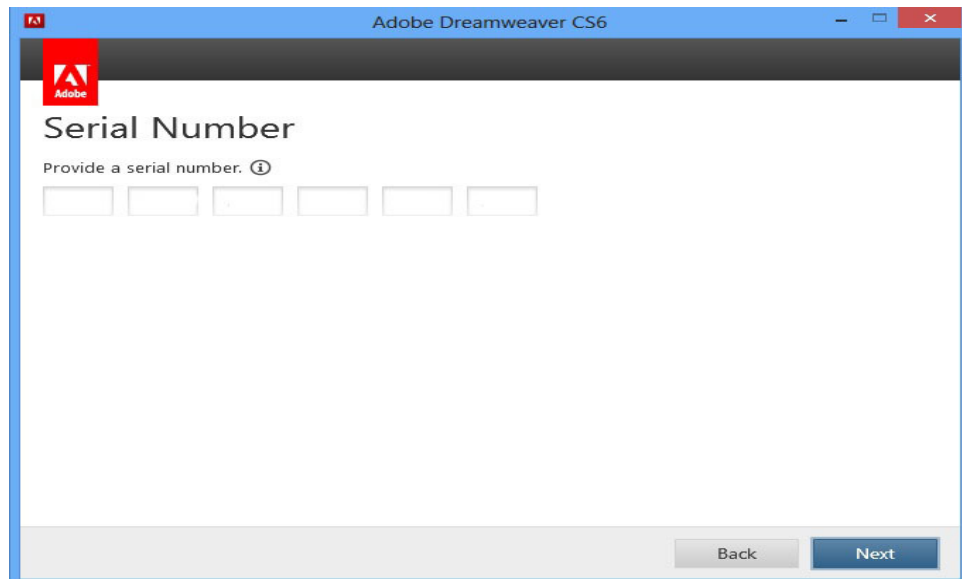 Adobe Dreamweaver CS6
Adobe
Serial Number
Provide a serial number.
Back Next